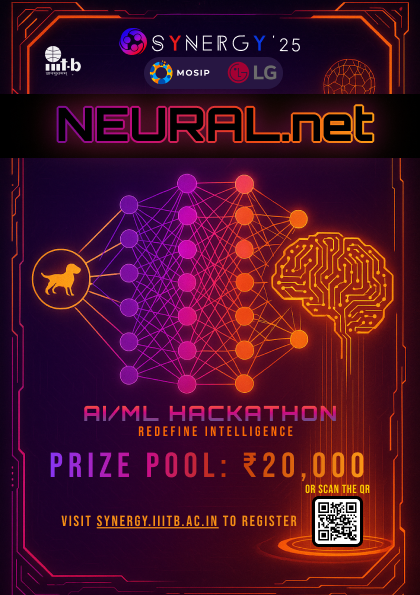 SYNERGY'25
iiit-b
MOSIP
LG
NEURAL.net
AI/ML HACKATHON
REDEFINE INTELLIGENCE
PRIZE POOL: ₹20,000
OR SCAN THE QR
VISIT SYNERGY.IIITB.AC.IN TO REGISTER